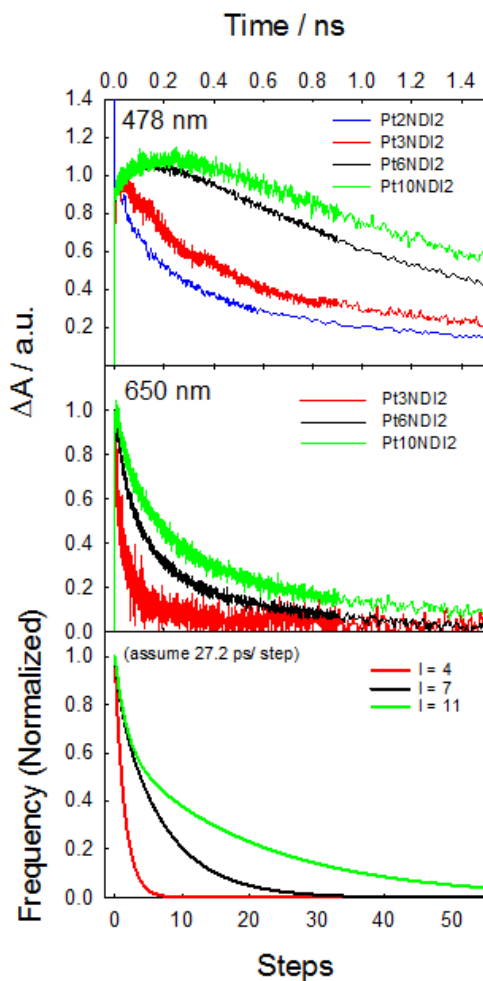 Time / ns
0.0 0.2 0.4 0.6 0.8 1.0 1.2 1.4
1.4
478 nm
Pt2NDI2
1.2
Pt3NDI2
Pt6NDI2
1.0
Pt10NDI2
0.8
0.6
0.4
0.2
ΔA / a.u.
650 nm
Pt3NDI2
1.0
Pt6NDI2
Pt10NDI2
0.8
0.6
0.4
0.2
0.0
(assume 27.2 ps/ step)
1.0
l = 4
l = 7
l = 11
0.8
0.6
0.4
0.2
0.0
Frequency (Normalized)
0 10 20 30 40 50
Steps